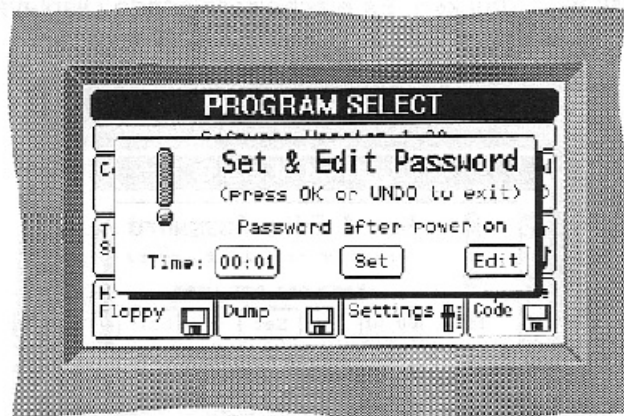 PROGRAM SELECT
Set & Edit Password
(press OK or UNDO to exit)
Password after power on
Time: 00:01 Set Edit
Floppy Dump Settings Code